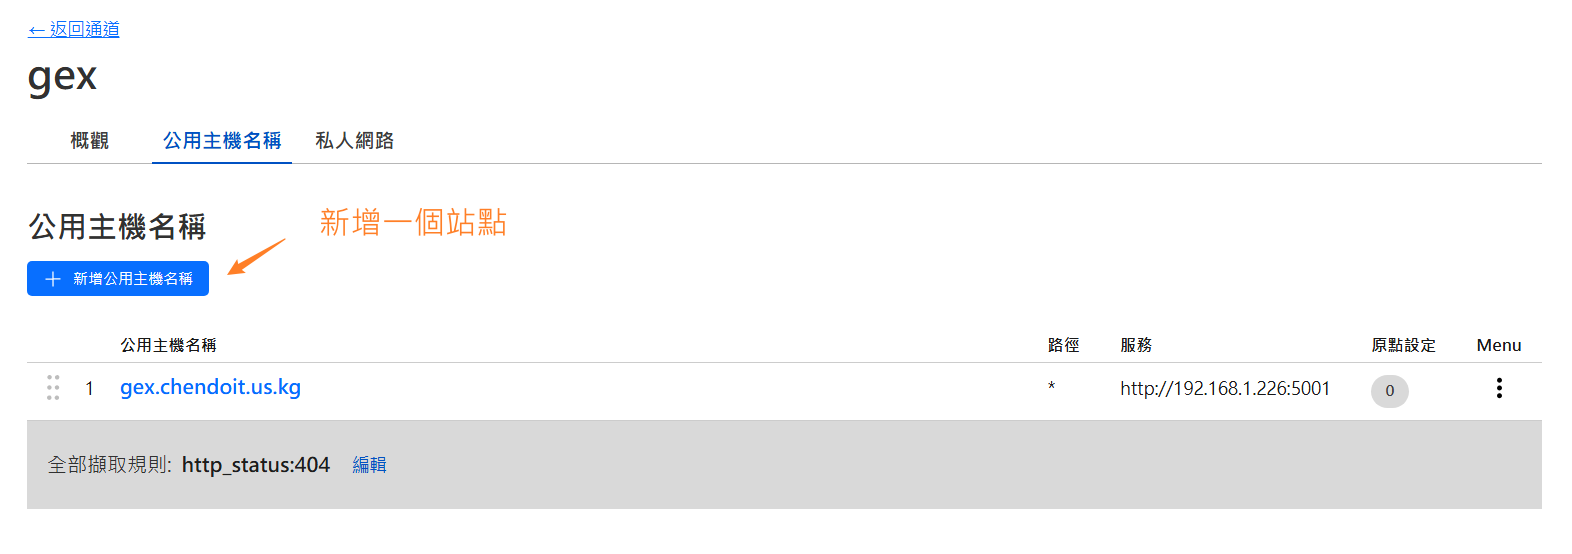 ← 返回通道
gex
概觀 公用主機名稱 私人網路
公用主機名稱
新增一個站點
+ 新增公用主機名稱
公用主機名稱 路徑 服務 原點設定 Menu
1 gex.chendoit.us.kg * http://192.168.1.226:5001 0
全部擷取規則: http_status:404 編輯